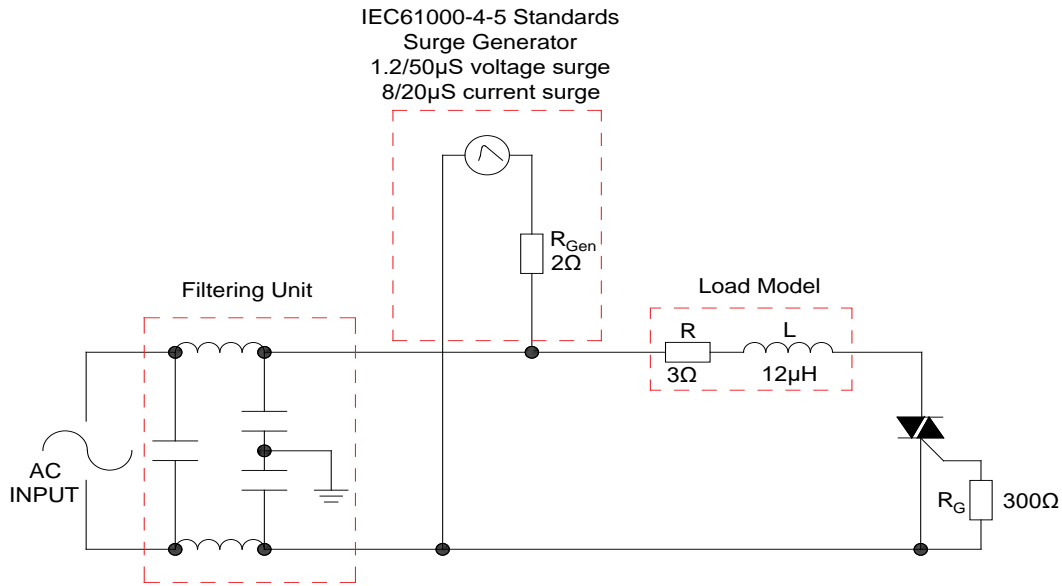 IEC61000-4-5 Standards
Surge Generator
1.2/50µS voltage surge
8/20µS current surge
R_Gen
2Ω
Filtering Unit
Load Model
R
L
3Ω
12µH
AC
INPUT
R_G
300Ω